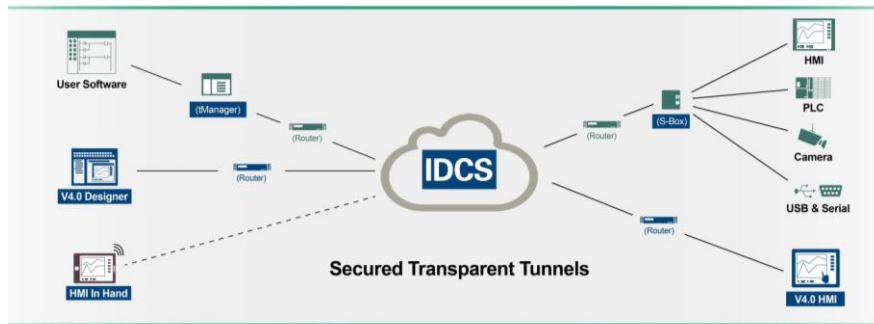 User Software
(tManager)
(Router)
V4.0 Designer
(Router)
HMI In Hand
IDCS
Secured Transparent Tunnels
(Router)
(S-Box)
HMI
PLC
Camera
USB & Serial
(Router)
V4.0 HMI